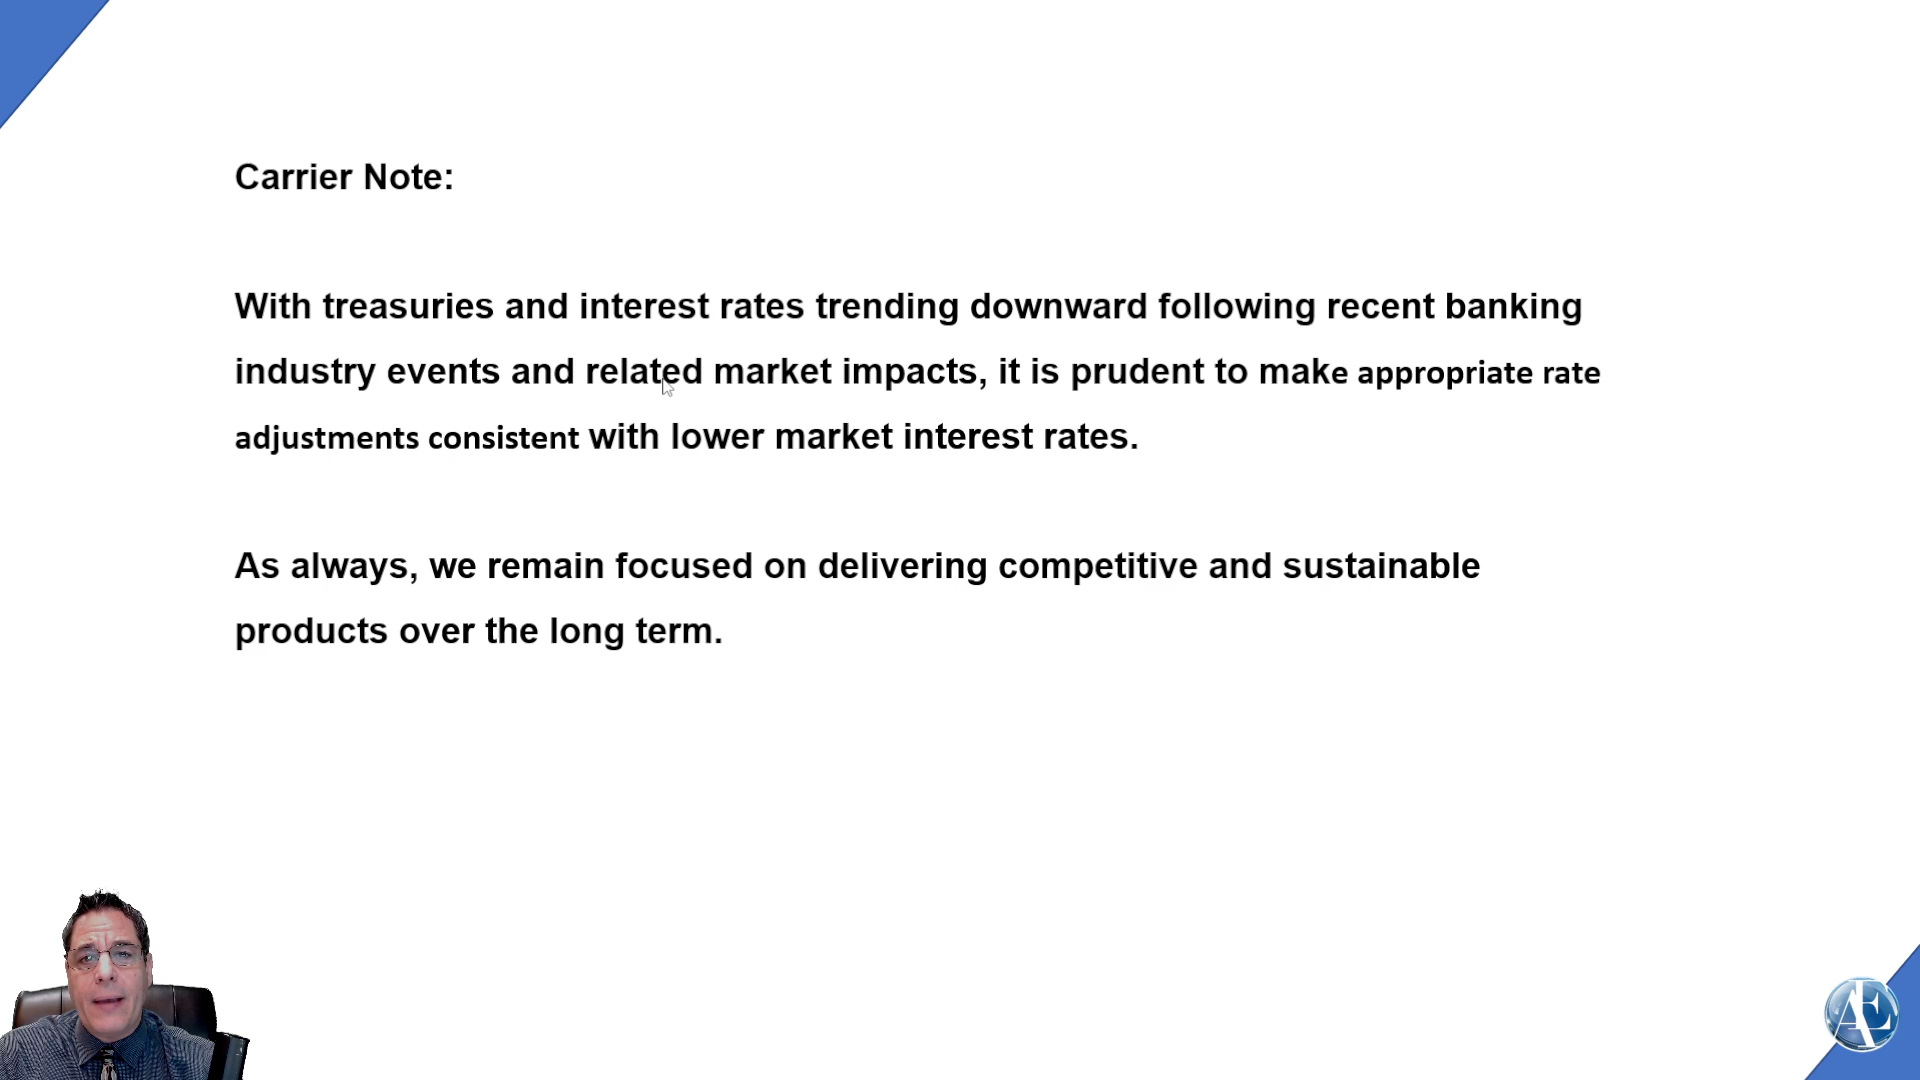 Carrier Note:
With treasuries and interest rates trending downward following recent banking
industry events and related market impacts, it is prudent to make appropriate rate
adjustments consistent with lower market interest rates.
As always, we remain focused on delivering competitive and sustainable
products over the long term.
AE